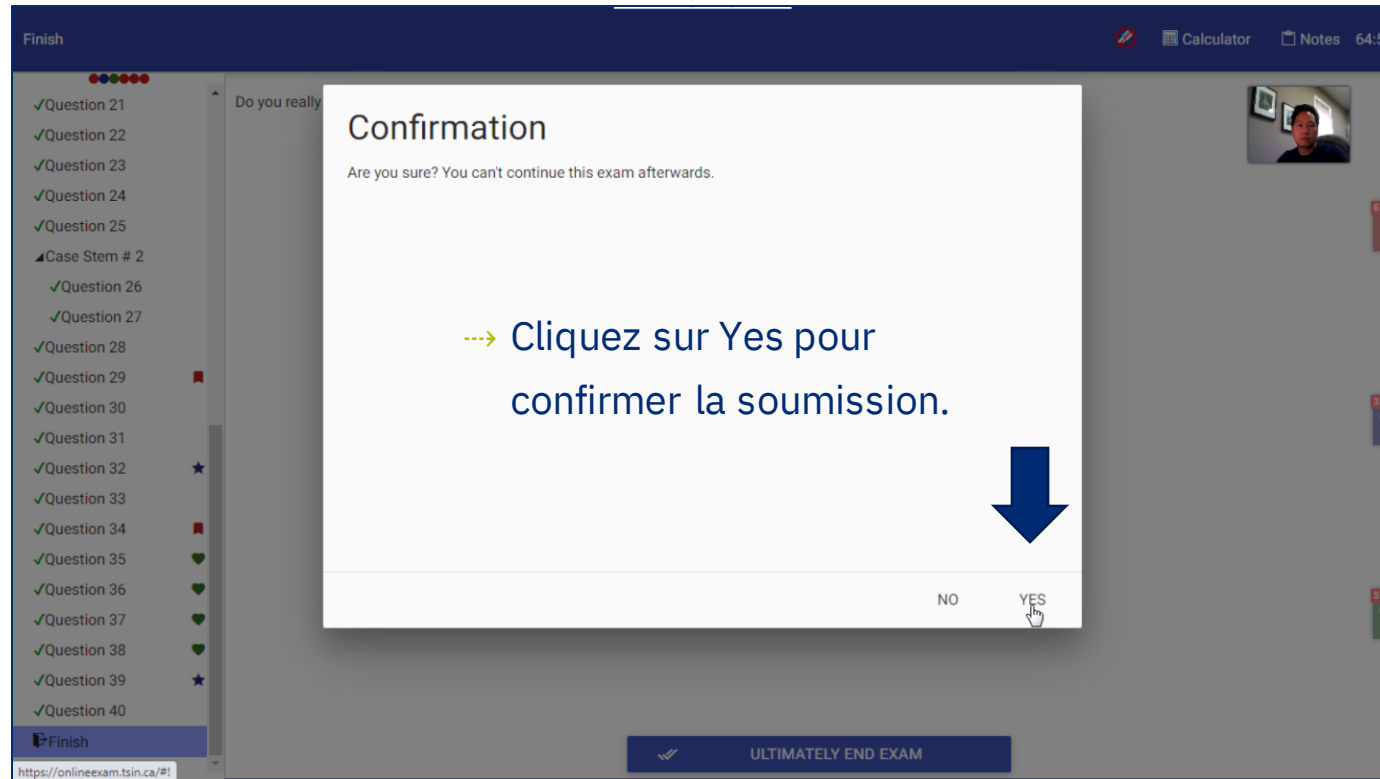 Finish
Calculator
Notes
64:5
Question 21
Question 22
Question 23
Question 24
Question 25
Case Stem # 2
Question 26
Question 27
Question 28
Question 29
Question 30
Question 31
Question 32
Question 33
Question 34
Question 35
Question 36
Question 37
Question 38
Question 39
Question 40
Finish
https://onlineexam.tsin.ca/#!
Do you really
Confirmation
Are you sure? You can't continue this exam afterwards.
Cliquez sur Yes pour
confirmer la soumission.
NO
YES
ULTIMATELY END EXAM